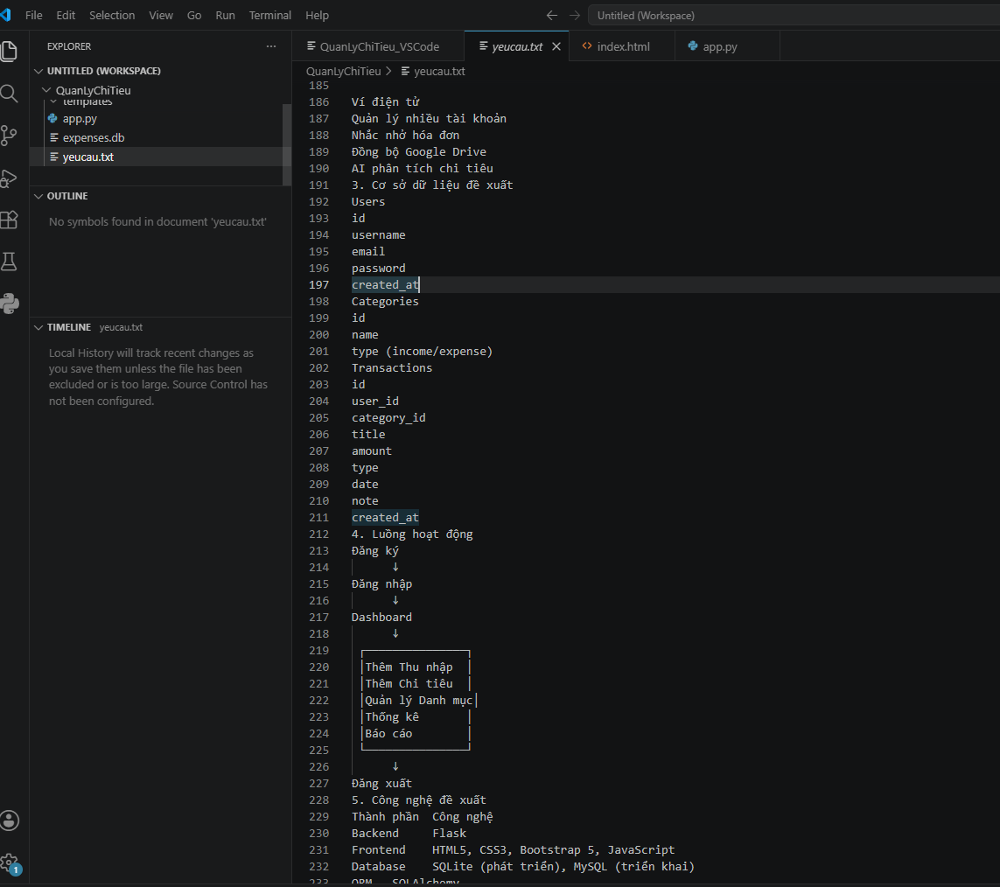 File Edit Selection View Go Run Terminal Help
Untitled (Workspace)
EXPLORER
UNTITLED (WORKSPACE)
QuanLyChiTieu
templates
app.py
expenses.db
yeucau.txt
OUTLINE
No symbols found in document 'yeucau.txt'
TIMELINE yeucau.txt
Local History will track recent changes as
you save them unless the file has been
excluded or is too large. Source Control has
not been configured.
1
QuanLyChiTieu_VSCode
yeucau.txt
index.html
app.py
QuanLyChiTieu > yeucau.txt
185
186 Ví điện tử
187 Quản lý nhiều tài khoản
188 Nhắc nhở hóa đơn
189 Đồng bộ Google Drive
190 AI phân tích chi tiêu
191 3. Cơ sở dữ liệu đề xuất
192 Users
193 id
194 username
195 email
196 password
197 created_at
198 Categories
199 id
200 name
201 type (income/expense)
202 Transactions
203 id
204 user_id
205 category_id
206 title
207 amount
208 type
209 date
210 note
211 created_at
212 4. Luồng hoạt động
213 Đăng ký
214 ↓
215 Đăng nhập
216 ↓
217 Dashboard
218 ↓
219 ┌───────────────┐
220 │Thêm Thu nhập │
221 │Thêm Chi tiêu │
222 │Quản lý Danh mục│
223 │Thống kê │
224 │Báo cáo │
225 └───────────────┘
226 ↓
227 Đăng xuất
228 5. Công nghệ đề xuất
229 Thành phần Công nghệ
230 Backend Flask
231 Frontend HTML5, CSS3, Bootstrap 5, JavaScript
232 Database SQLite (phát triển), MySQL (triển khai)
233 ORM SQLAlchemy